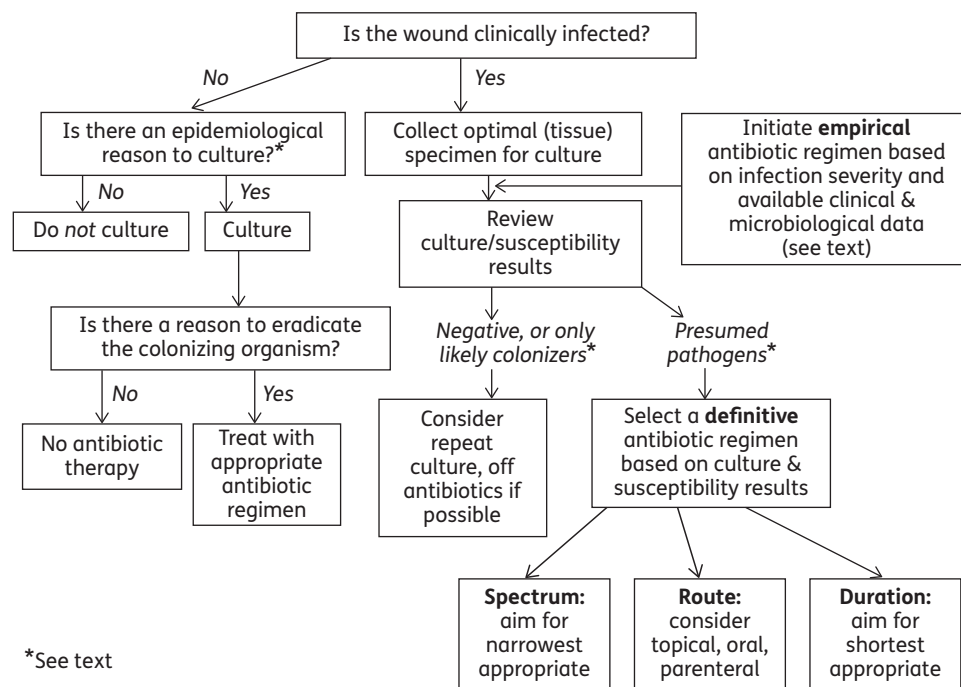 Is the wound clinically infected?
No
Yes
Is there an epidemiological
reason to culture?*
Collect optimal (tissue)
specimen for culture
Initiate empirical
antibiotic regimen based
on infection severity and
available clinical &
microbiological data
(see text)
No
Yes
Do not culture
Culture
Review
culture/susceptibility
results
Is there a reason to eradicate
the colonizing organism?
Negative, or only
likely colonizers*
Presumed
pathogens*
No
Yes
No antibiotic
therapy
Treat with
appropriate
antibiotic
regimen
Consider
repeat
culture, off
antibiotics if
possible
Select a definitive
antibiotic regimen
based on culture &
susceptibility results
Spectrum:
aim for
narrowest
appropriate
Route:
consider
topical, oral,
parenteral
Duration:
aim for
shortest
appropriate
*See text